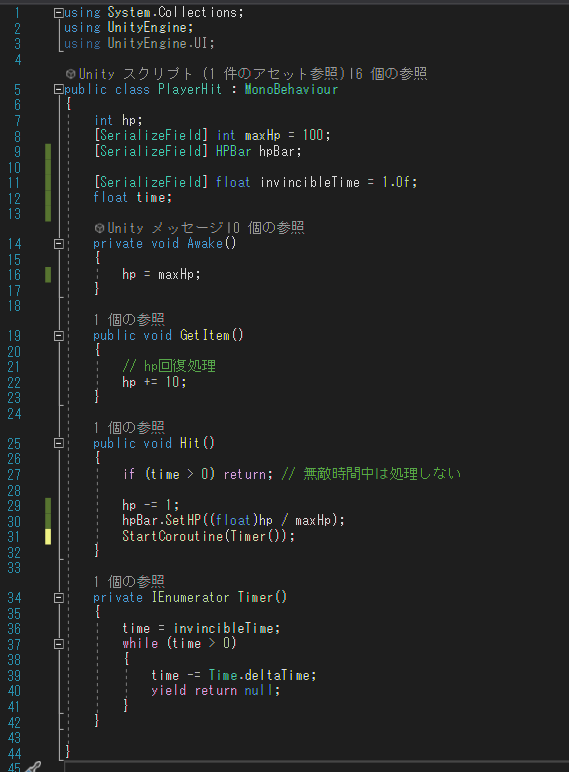 1 using System.Collections;
2 using UnityEngine;
3 using UnityEngine.UI;
4
Unity スクリプト (1 件のアセット参照)|6 個の参照
5 public class PlayerHit : MonoBehaviour
6 {
7 int hp;
8 [SerializeField] int maxHp = 100;
9 [SerializeField] HPBar hpBar;
10
11 [SerializeField] float invincibleTime = 1.0f;
12 float time;
13
Unity メッセージ|0 個の参照
14 private void Awake()
15 {
16 hp = maxHp;
17 }
18
1 個の参照
19 public void GetItem()
20 {
21 // hp回復処理
22 hp += 10;
23 }
24
1 個の参照
25 public void Hit()
26 {
27 if (time > 0) return; // 無敵時間中は処理しない
28
29 hp -= 1;
30 hpBar.SetHP((float)hp / maxHp);
31 StartCoroutine(Timer());
32 }
33
1 個の参照
34 private IEnumerator Timer()
35 {
36 time = invincibleTime;
37 while (time > 0)
38 {
39 time -= Time.deltaTime;
40 yield return null;
41 }
42 }
43
44 }
45